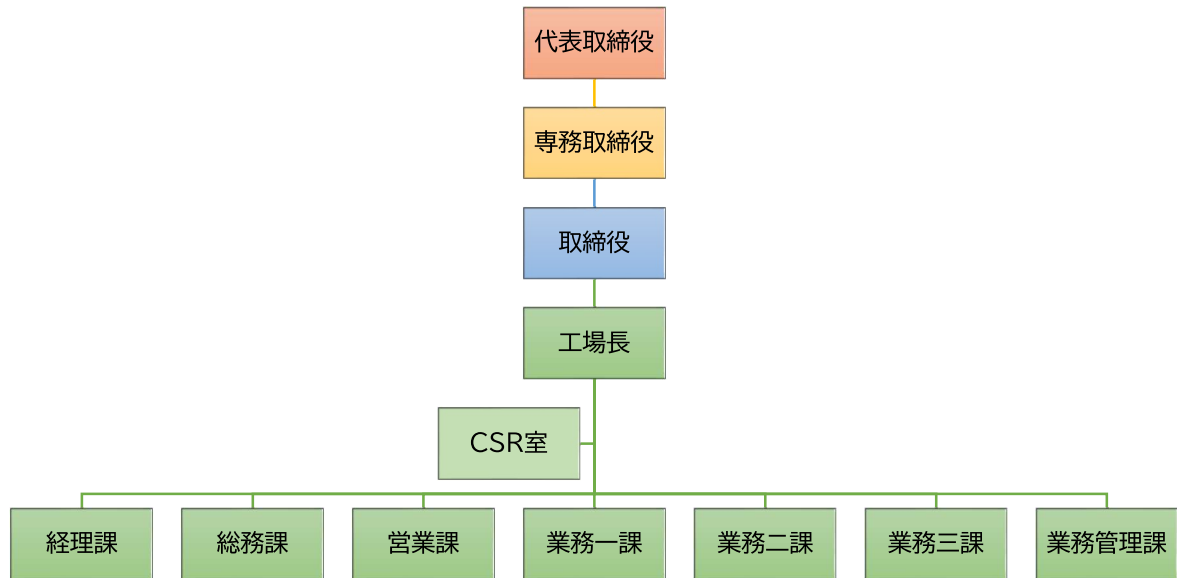 代表取締役
専務取締役
取締役
工場長
CSR室
経理課
総務課
営業課
業務一課
業務二課
業務三課
業務管理課